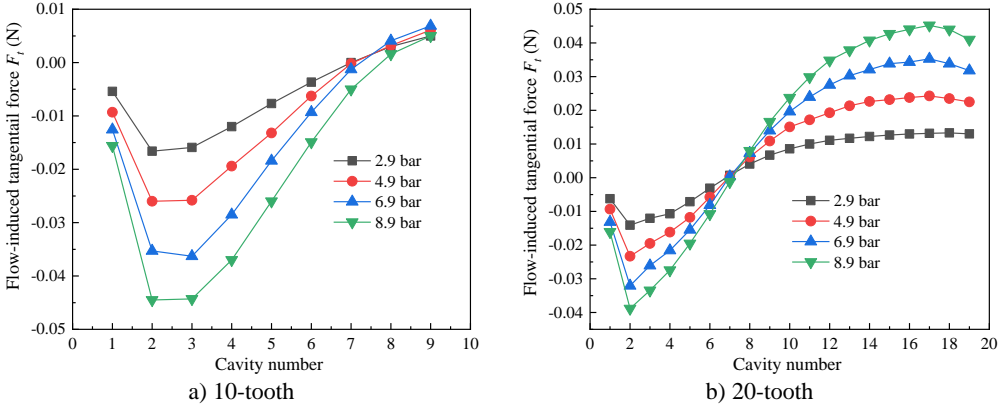 Flow-induced tangentail force F_t (N)
0.01
0.00
-0.01
-0.02
-0.03
-0.04
-0.05
2.9 bar
4.9 bar
6.9 bar
8.9 bar
0 1 2 3 4 5 6 7 8 9 10
Cavity number
a) 10-tooth
Flow-induced tangential force F_t (N)
0.05
0.04
0.03
0.02
0.01
0.00
-0.01
-0.02
-0.03
-0.04
2.9 bar
4.9 bar
6.9 bar
8.9 bar
0 2 4 6 8 10 12 14 16 18 20
Cavity number
b) 20-tooth